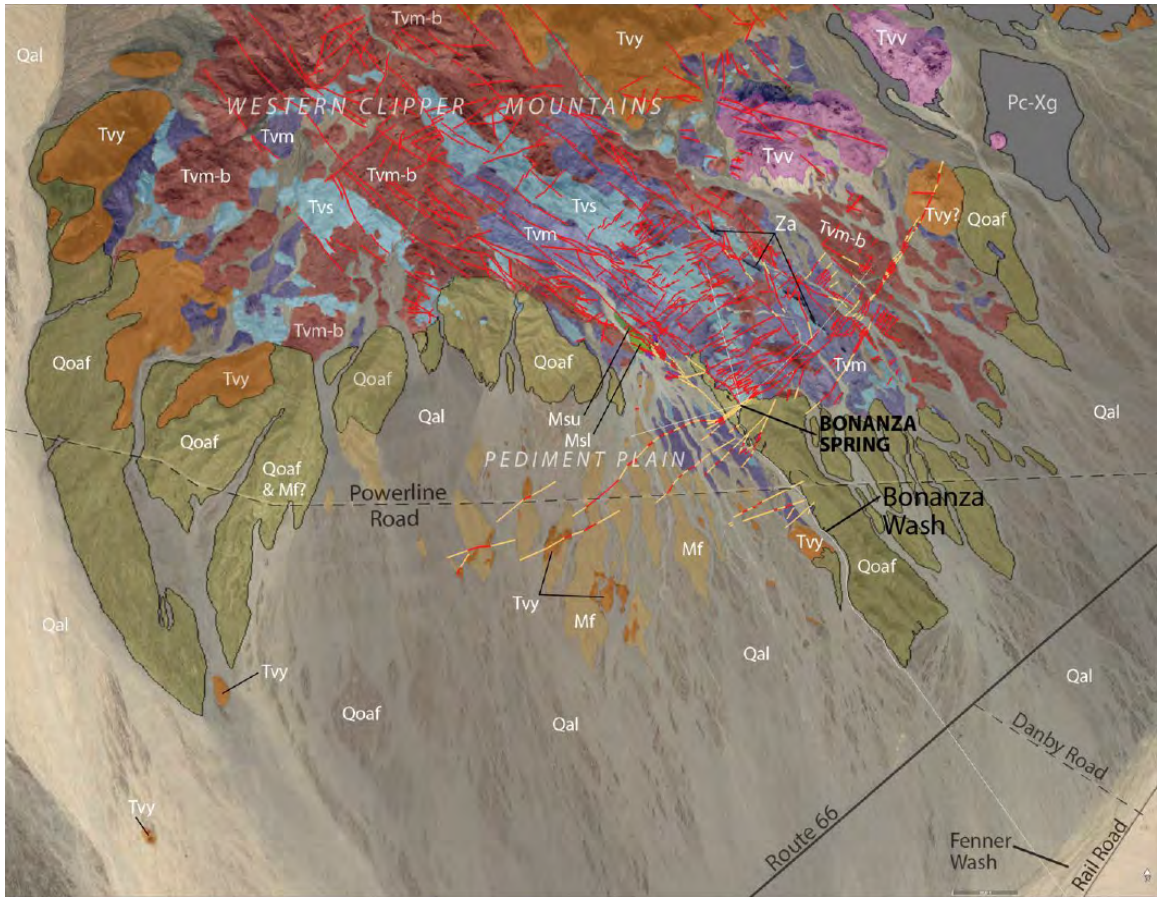 Tvm-b
Tvy
Tvv
Qal
WESTERN CLIPPER MOUNTAINS
Pc-Xg
Tvy
Tvm
Tvv
Tvm-b
Tvm-b
Tvs
Tvs
Tvy?
Za
Qoaf
Tvm
Tvm-b
Tvm-b
Qoaf
Tvy
Qoaf
Qoaf
Tvm
Qal
Qal
Msu
BONANZA
SPRING
Msl
Qoaf
PEDIMENT PLAIN
Qoaf
& Mf?
Powerline
Road
Bonanza
Wash
Mf
Tvy
Qoaf
Tvy
Mf
Qal
Qal
Tvy
Qal
Qoaf
Qal
Danby Road
Tvy
Route 66
Fenner
Wash
Rail Road